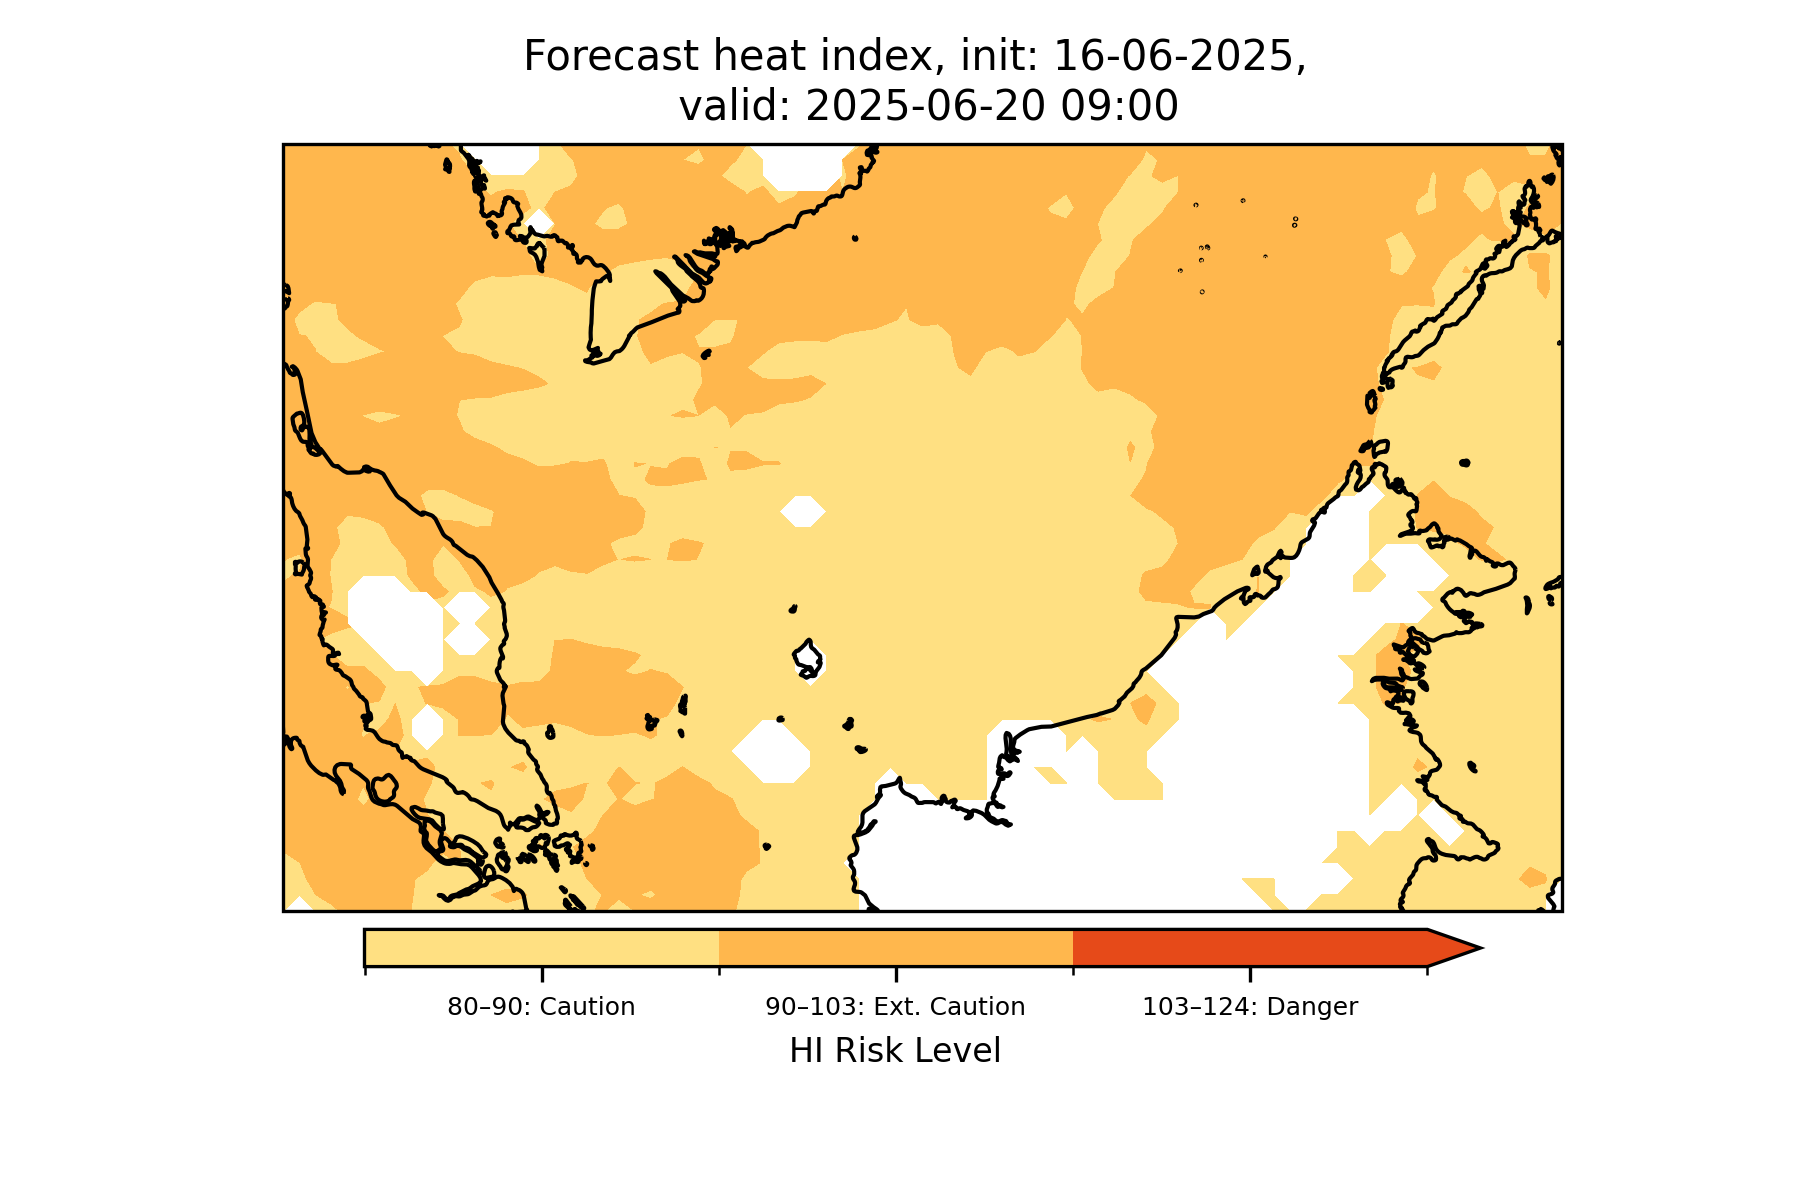 Forecast heat index, init: 16-06-2025,
valid: 2025-06-20 09:00
80–90: Caution
90–103: Ext. Caution
103–124: Danger
HI Risk Level